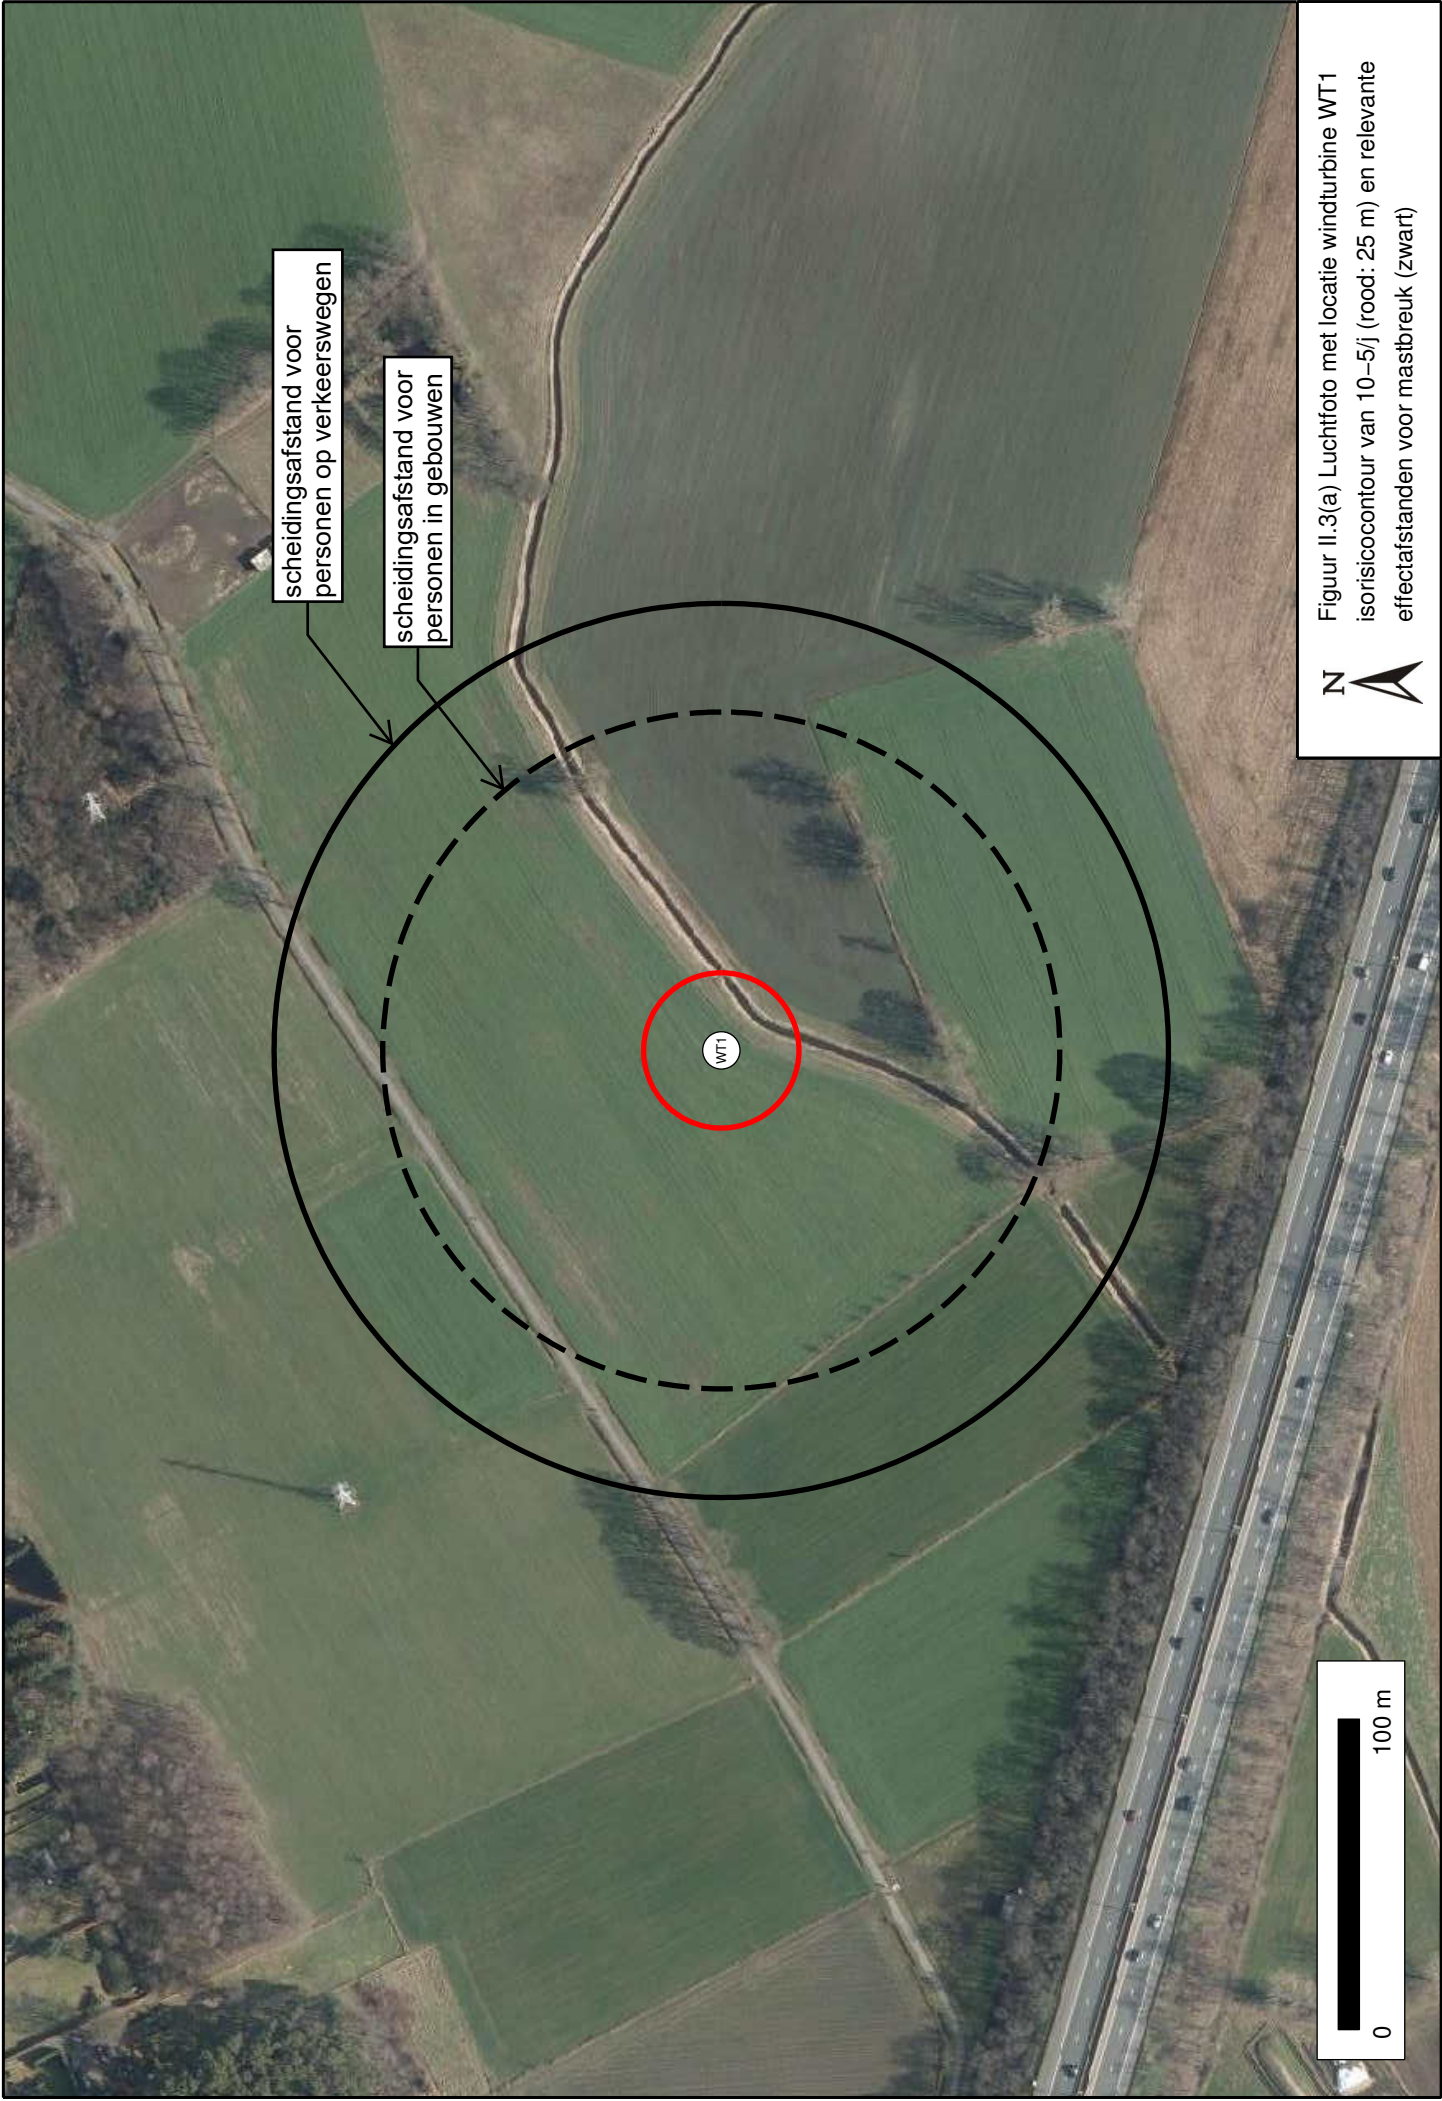 scheidingsafstand voor
personen op verkeerswegen
scheidingsafstand voor
personen in gebouwen
WT1
0
100 m
N
Figuur II.3(a) Luchtfoto met locatie windturbine WT1
isorisicocontour van 10−5/j (rood: 25 m) en relevante
effectafstanden voor mastbreuk (zwart)